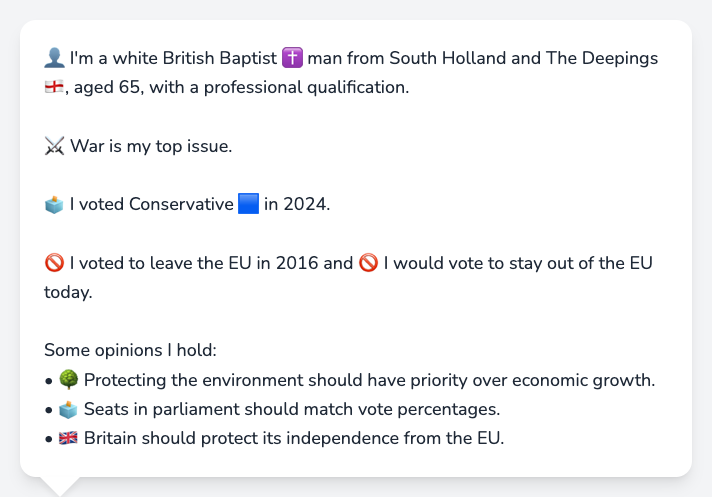 👤 I'm a white British Baptist ✝️ man from South Holland and The Deepings
🏴󠁧󠁢󠁥󠁮󠁧󠁿, aged 65, with a professional qualification.
⚔️ War is my top issue.
🗳️ I voted Conservative 🟦 in 2024.
🚫 I voted to leave the EU in 2016 and 🚫 I would vote to stay out of the EU
today.
Some opinions I hold:
• 🌳 Protecting the environment should have priority over economic growth.
• 🗳️ Seats in parliament should match vote percentages.
• 🇬🇧 Britain should protect its independence from the EU.